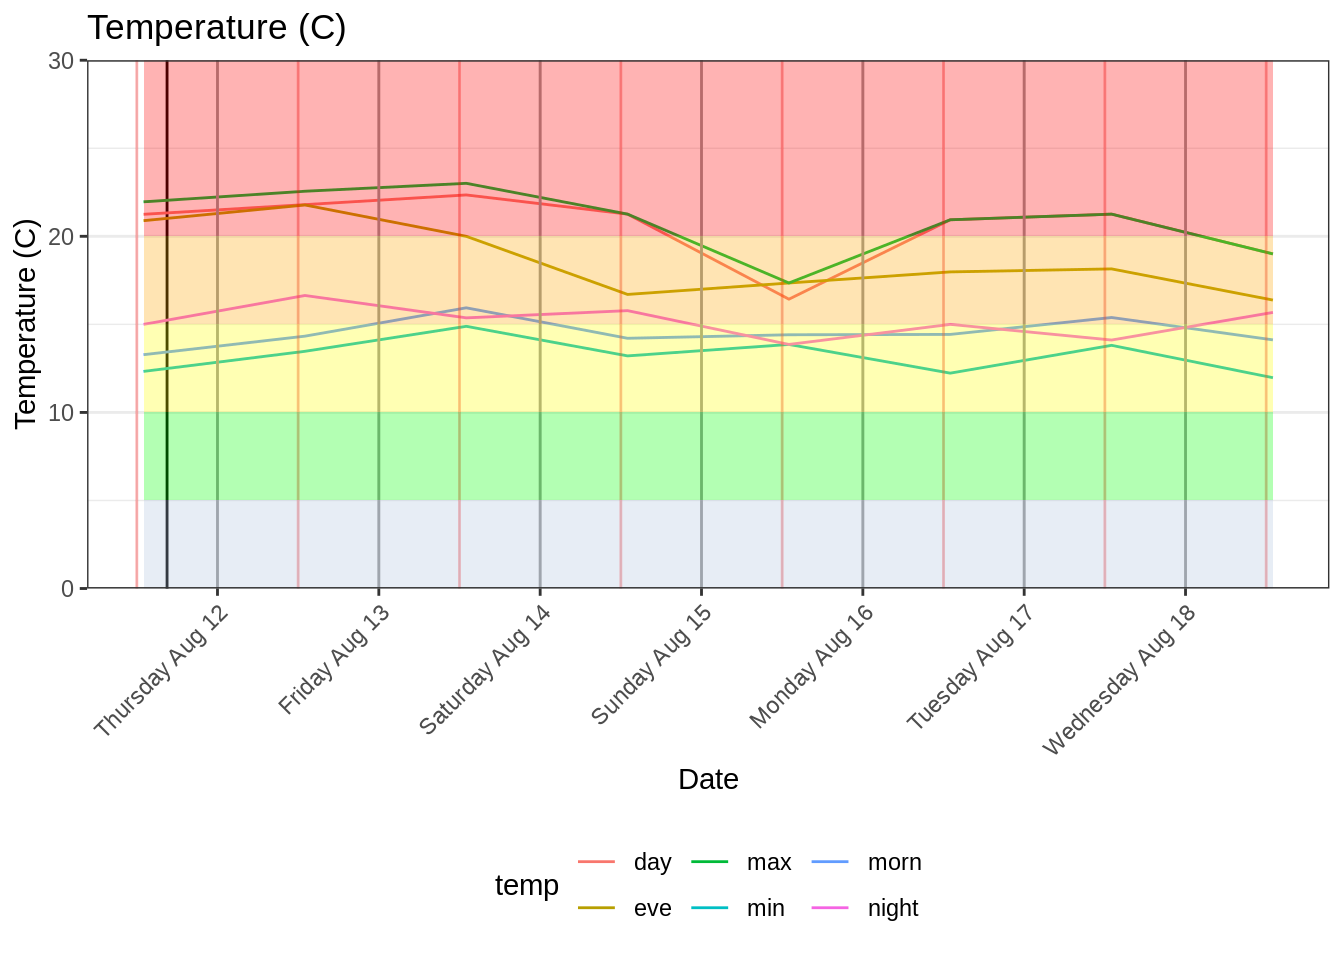 Temperature (C)
Temperature (C)
30
20
10
0
Thursday Aug 12
Friday Aug 13
Saturday Aug 14
Sunday Aug 15
Monday Aug 16
Tuesday Aug 17
Wednesday Aug 18
Date
temp
day
max
morn
eve
min
night